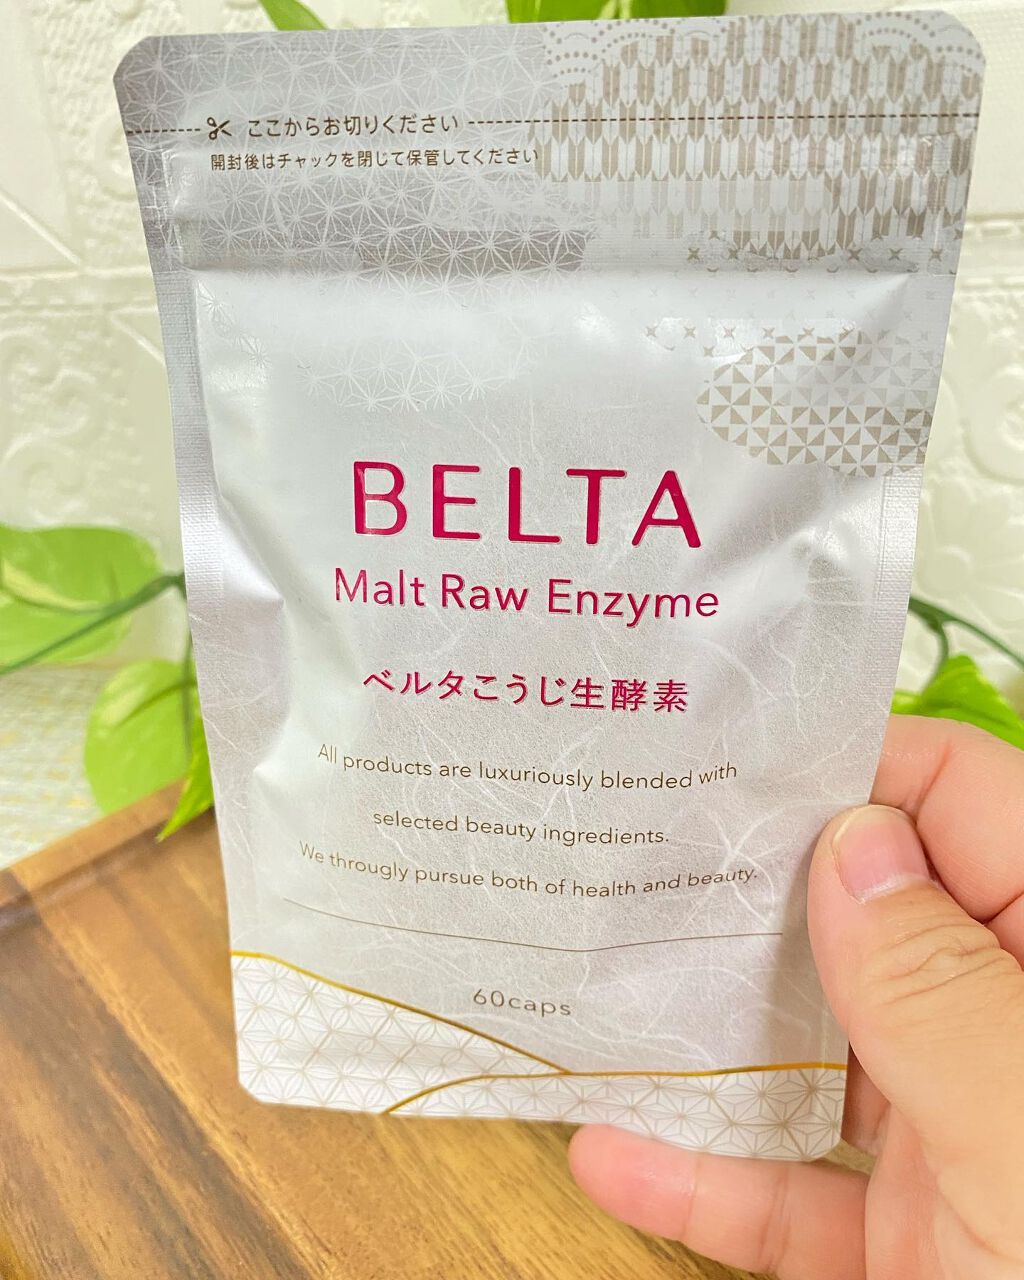 ここからお切りください
開封後はチャックを閉じて保管してください
BELTA
Malt Raw Enzyme
ベルタこうじ生酵素
All products are luxuriously blended with
selected beauty ingredients.
We througly pursue both of health and beauty.
60caps